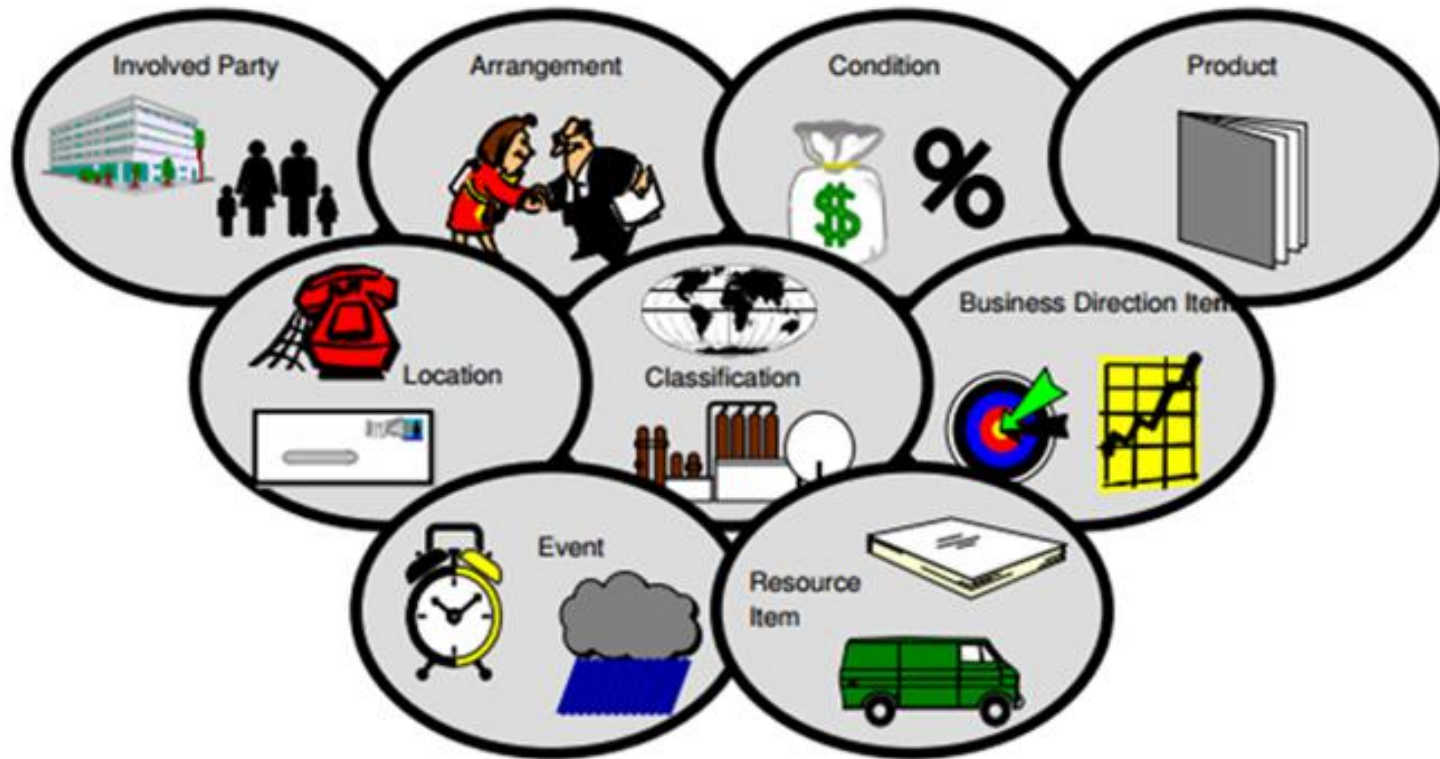 Involved Party
Arrangement
Condition
Product
$
%
Location
Classification
Business Direction Item
Event
Resource
Item